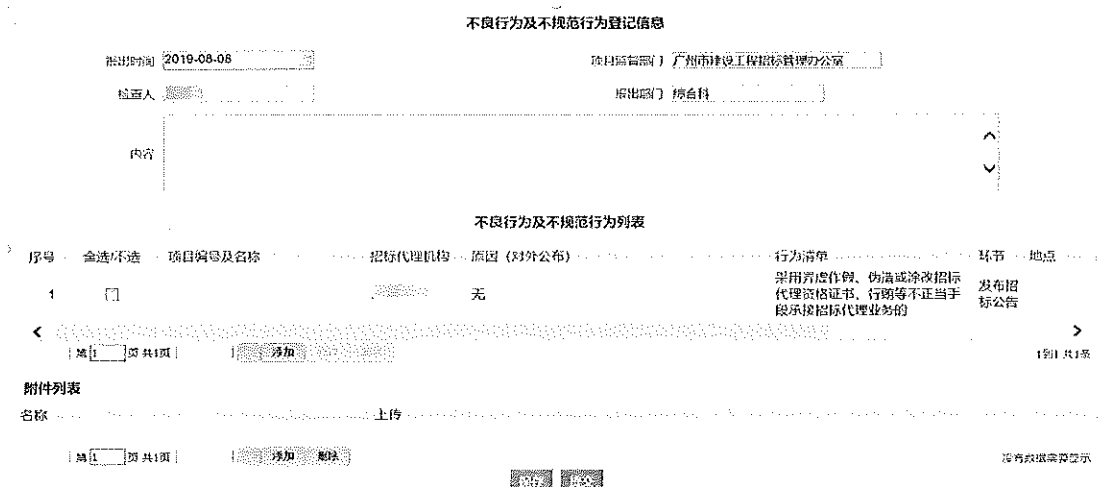 不良行为及不规范行为登记信息
报出时间 2019-08-08 项目监督部门 广州市建设工程招标管理办公室
检查人 报出部门 综合科
内容
不良行为及不规范行为列表
序号 全选/不选 项目编号及名称 招标代理机构 原因（对外公布） 行为清单 环节 地点
1 无 采用弄虚作假、伪造或涂改招标
代理资格证书、行贿等不正当手
段承接招标代理业务的
发布招
标公告
第 1 页 共1页 添加 1到1 共1条
附件列表
名称 上传
第 1 页 共1页 添加 删除 没有数据需要显示